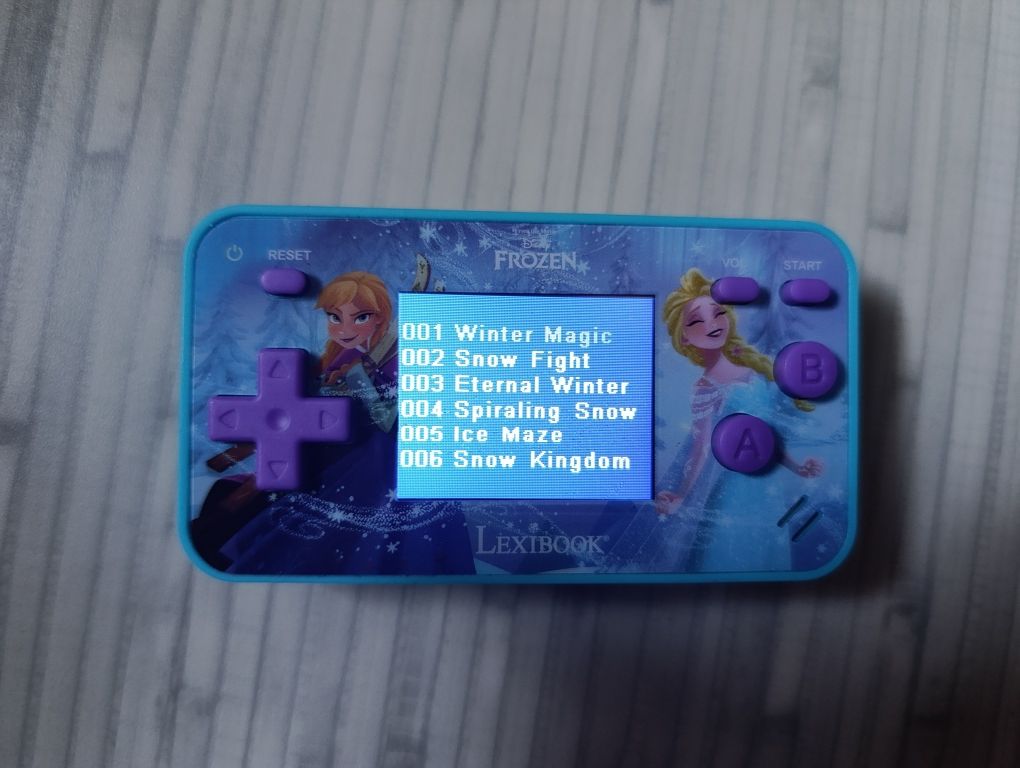 Disney
FROZEN
RESET
VOL
START
001 Winter Magic
002 Snow Fight
003 Eternal Winter
004 Spiraling Snow
005 Ice Maze
006 Snow Kingdom
B
A
LEXIBOOK®